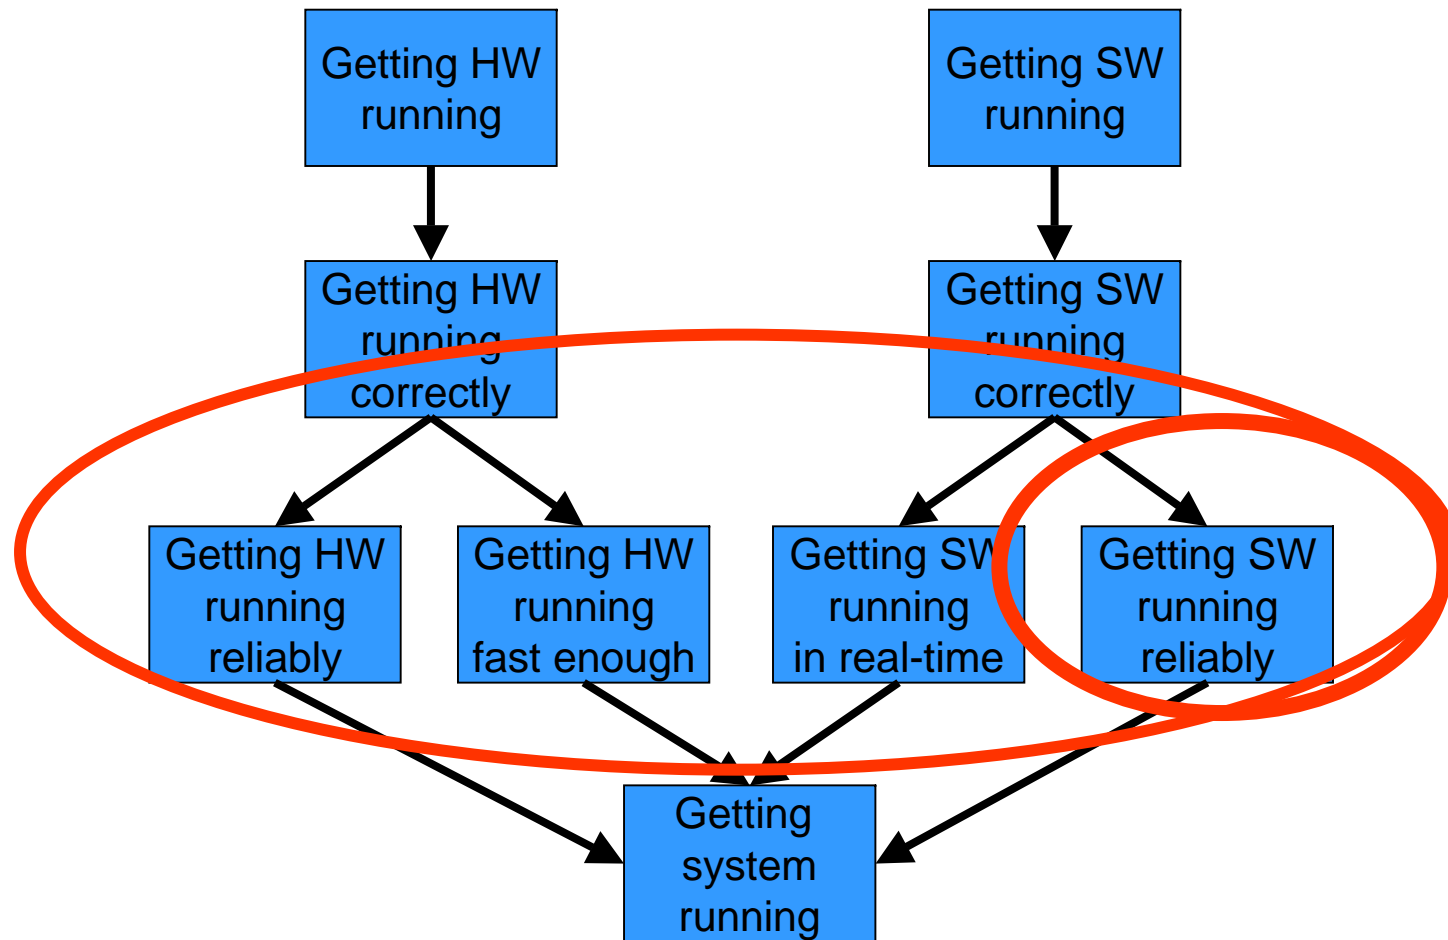 Getting HW
running
Getting SW
running
Getting HW
running
correctly
Getting SW
running
correctly
Getting HW
running
reliably
Getting HW
running
fast enough
Getting SW
running
in real-time
Getting SW
running
reliably
Getting
system
running